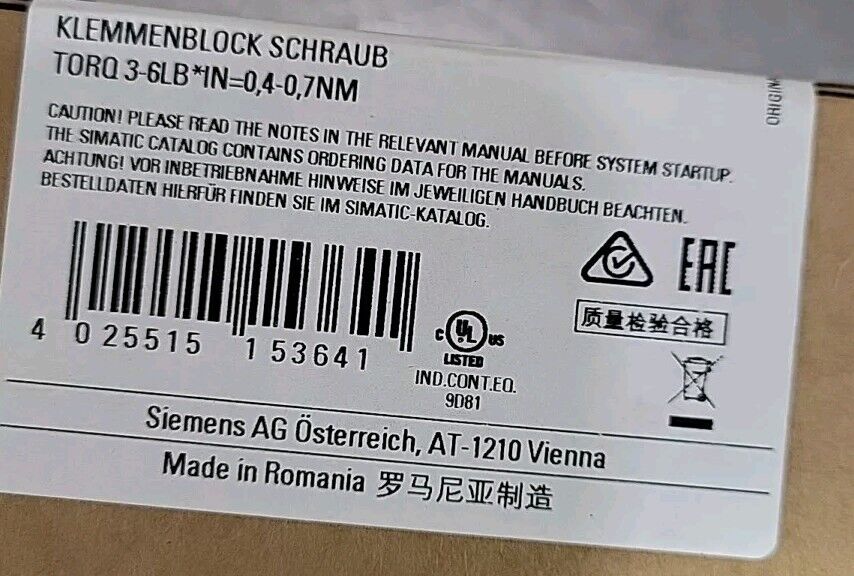 KLEMMENBLOCK SCHRAUB
TORQ 3-6LB*IN=0,4-0,7NM
CAUTION! PLEASE READ THE NOTES IN THE RELEVANT MANUAL BEFORE SYSTEM STARTUP.
THE SIMATIC CATALOG CONTAINS ORDERING DATA FOR THE MANUALS.
ACHTUNG! VOR INBETRIEBNAHME HINWEISE IM JEWEILIGEN HANDBUCH BEACHTEN.
BESTELLDATEN HIERFÜR FINDEN SIE IM SIMATIC-KATALOG.
EAC
质量检验合格
4 025515 153641
C UL US
LISTED
IND.CONT.EQ.
9D81
Siemens AG Österreich, AT-1210 Vienna
Made in Romania 罗马尼亚制造